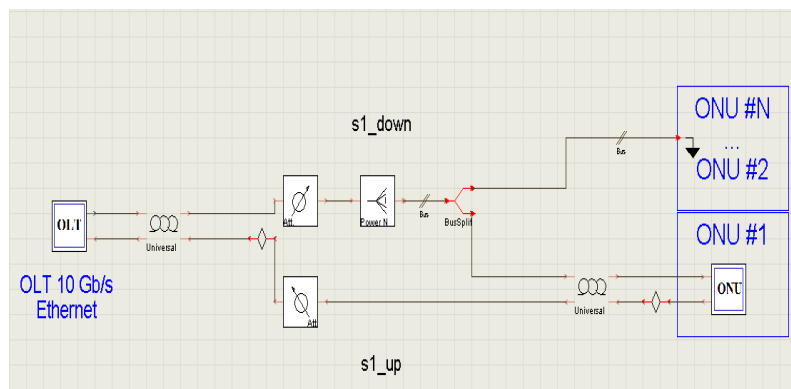 s1_down
ONU #N
...
ONU #2
Bus
Att.
Power N
Bus
BusSplit
OLT
Universal
ONU #1
OLT 10 Gb/s
Ethernet
Att.
Universal
ONU
s1_up